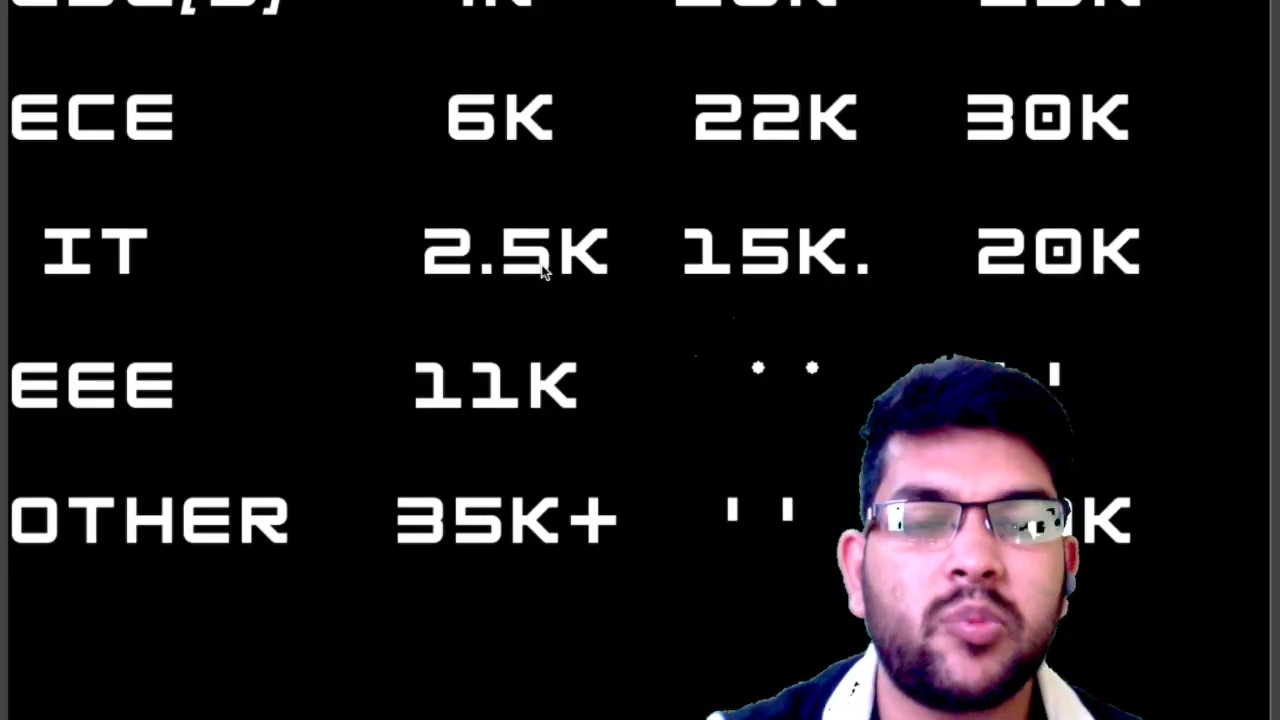 ECE 6K 22K 30K
IT 2.5K 15K. 20K
EEE 11K " "
OTHER 35K+ ' ' K